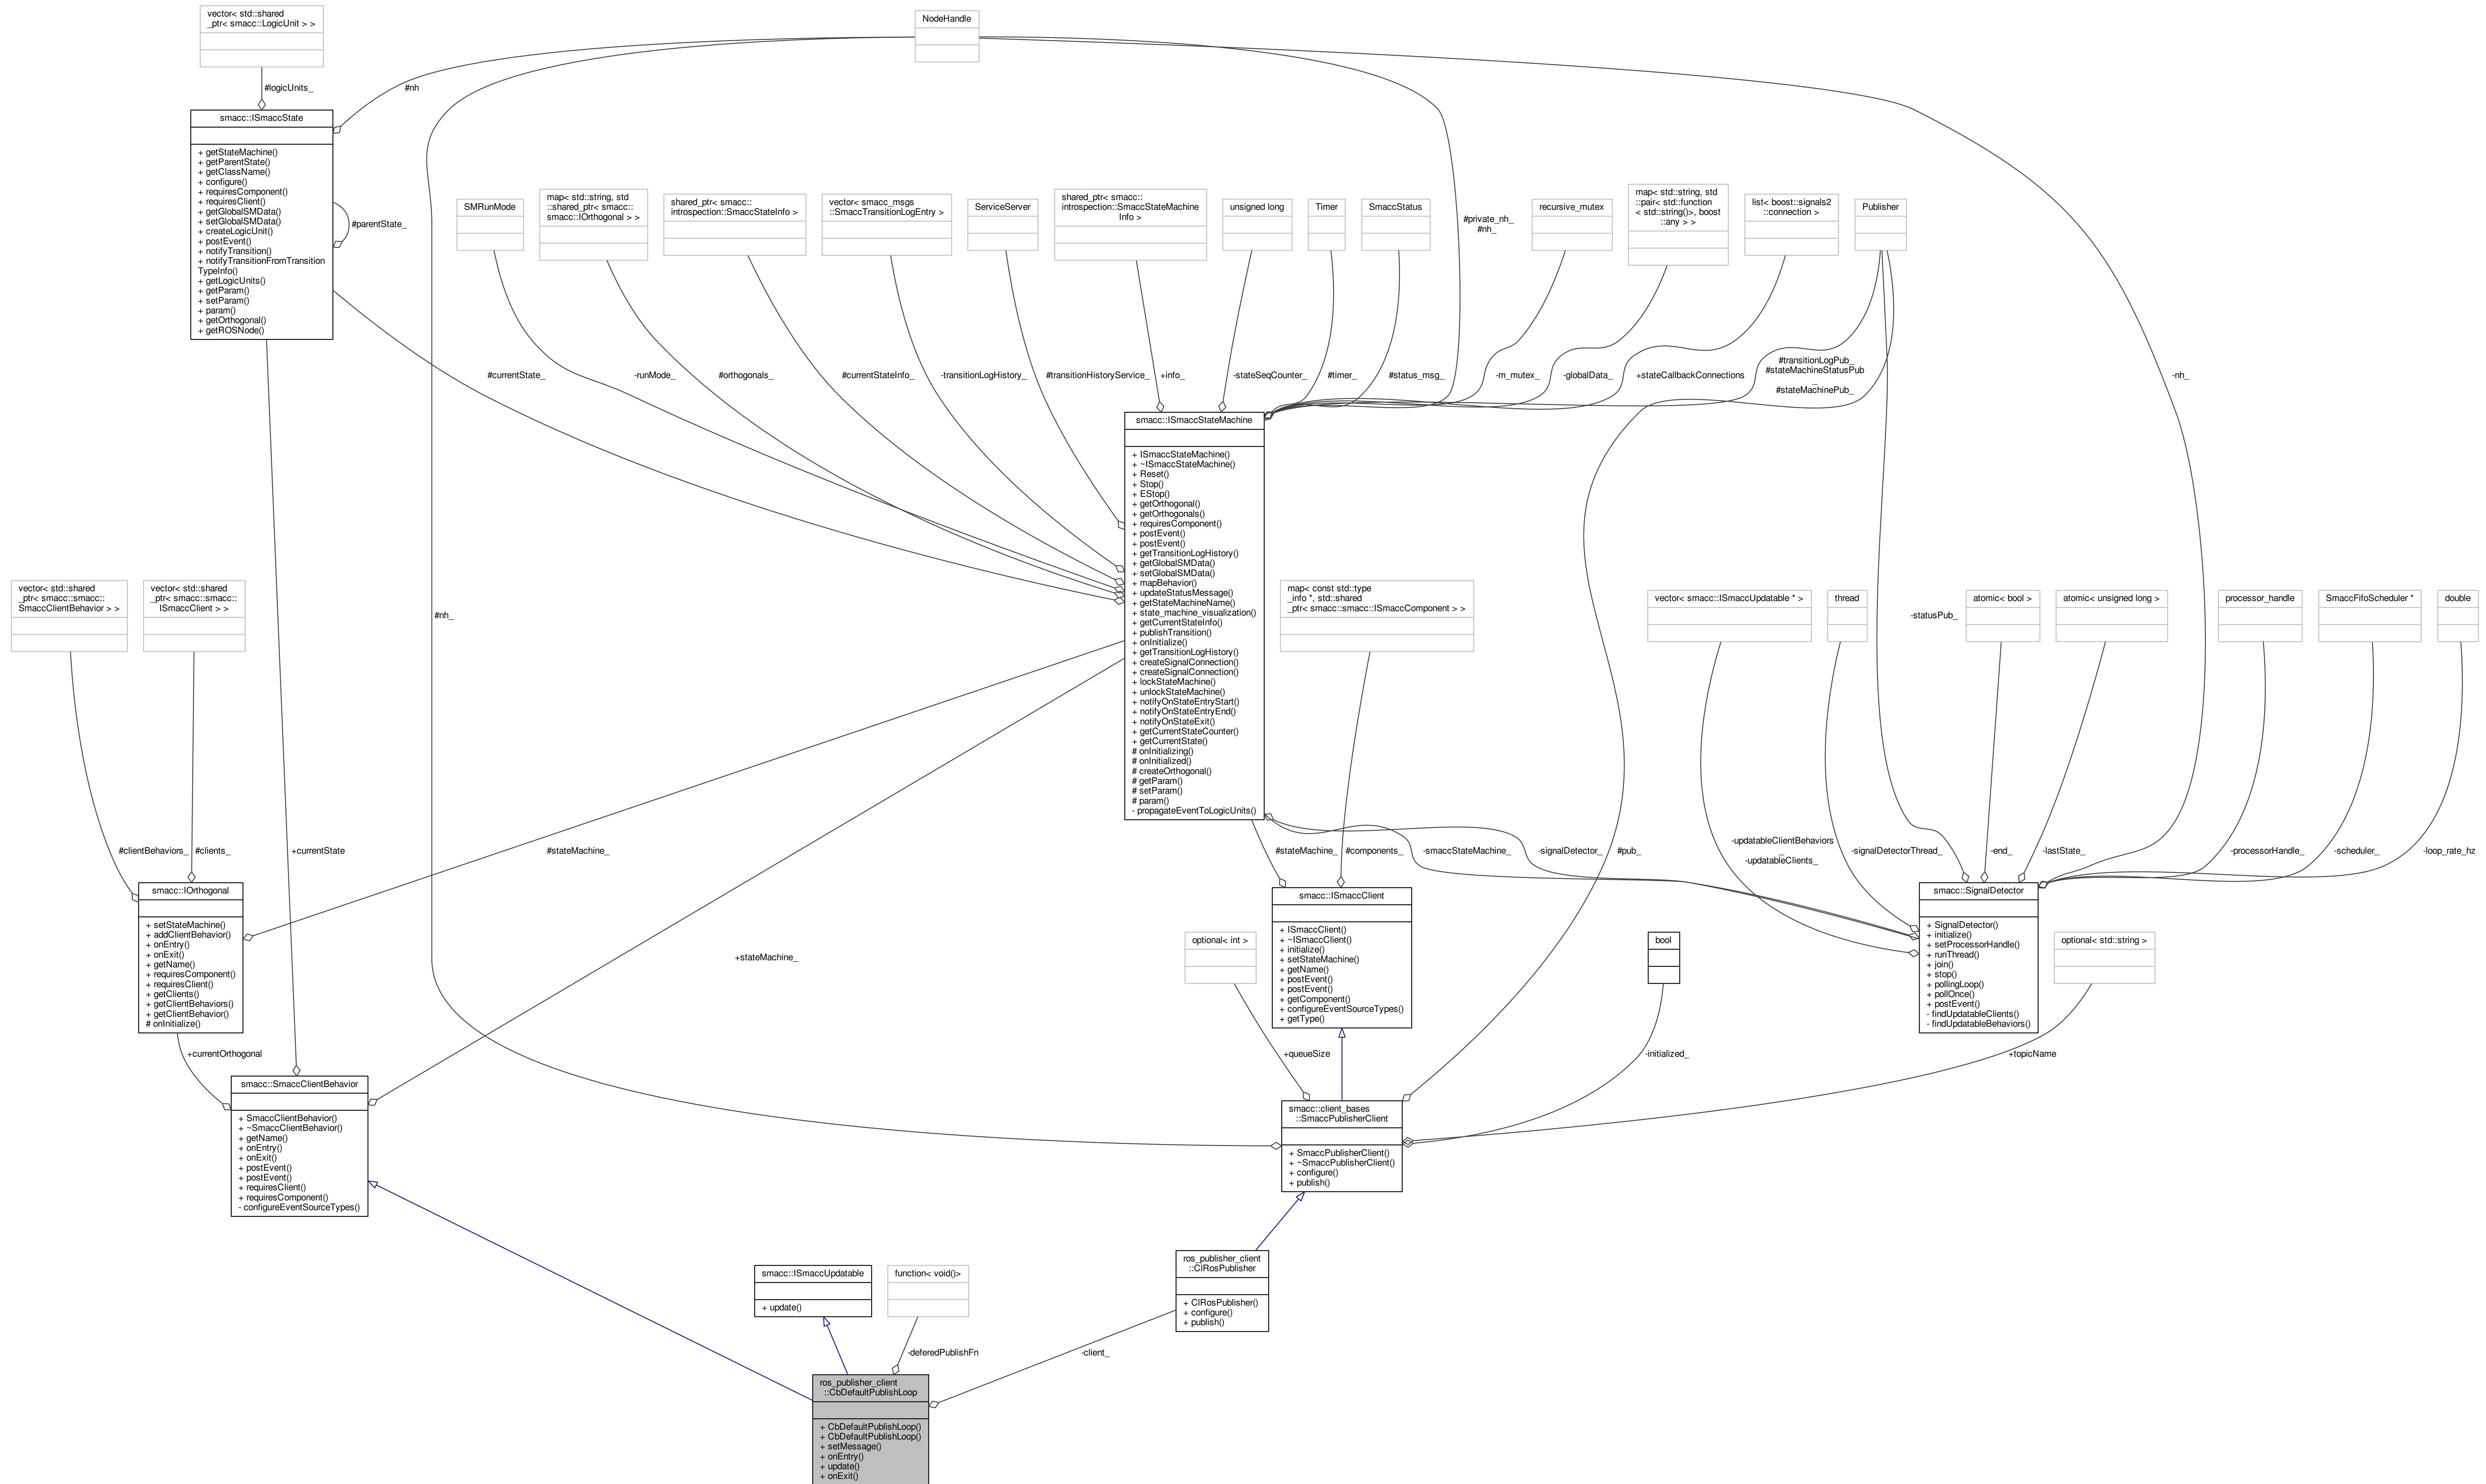 vector< std::shared
_ptr< smacc::LogicUnit > >
NodeHandle
#logicUnits_
#nh
smacc::ISmaccState
+ getStateMachine()
+ getParentState()
+ getClassName()
+ configure()
+ requiresComponent()
+ requiresClient()
+ getGlobalSMData()
+ setGlobalSMData()
+ createLogicUnit()
+ postEvent()
+ notifyTransition()
+ notifyTransitionFromTransition
TypeInfo()
+ getLogicUnits()
+ getParam()
+ setParam()
+ param()
+ getOrthogonal()
+ getROSNode()
#parentState_
SMRunMode
map< std::string, std
::shared_ptr< smacc::
smacc::IOrthogonal > >
shared_ptr< smacc::
introspection::SmaccStateInfo >
vector< smacc_msgs
::SmaccTransitionLogEntry >
ServiceServer
shared_ptr< smacc::
introspection::SmaccStateMachine
Info >
unsigned long
Timer
SmaccStatus
#private_nh_
#nh_
recursive_mutex
map< std::string, std
::pair< std::function
< std::string()>, boost
::any > >
list< boost::signals2
::connection >
Publisher
#currentState_
-runMode_
#orthogonals_
#currentStateInfo_
-transitionLogHistory_
#transitionHistoryService_
+info_
-stateSeqCounter_
#timer_
#status_msg_
-m_mutex_
-globalData_
+stateCallbackConnections
#transitionLogPub_
#stateMachineStatusPub
_
#stateMachinePub_
-nh_
smacc::ISmaccStateMachine
+ ISmaccStateMachine()
+ ~ISmaccStateMachine()
+ Reset()
+ Stop()
+ EStop()
+ getOrthogonal()
+ getOrthogonals()
+ requiresComponent()
+ postEvent()
+ postEvent()
+ getTransitionLogHistory()
+ getGlobalSMData()
+ setGlobalSMData()
+ mapBehavior()
+ updateStatusMessage()
+ getStateMachineName()
+ state_machine_visualization()
+ getCurrentStateInfo()
+ publishTransition()
+ onInitialize()
+ getTransitionLogHistory()
+ createSignalConnection()
+ createSignalConnection()
+ lockStateMachine()
+ unlockStateMachine()
+ notifyOnStateEntryStart()
+ notifyOnStateEntryEnd()
+ notifyOnStateExit()
+ getCurrentStateCounter()
+ getCurrentState()
# onInitializing()
# onInitialized()
# createOrthogonal()
# getParam()
# setParam()
# param()
- propagateEventToLogicUnits()
vector< std::shared
_ptr< smacc::smacc::
SmaccClientBehavior > >
vector< std::shared
_ptr< smacc::smacc::
ISmaccClient > >
#nh_
map< const std::type
_info *, std::shared
_ptr< smacc::smacc::ISmaccComponent > >
vector< smacc::ISmaccUpdatable * >
thread
-statusPub_
atomic< bool >
atomic< unsigned long >
processor_handle
SmaccFifoScheduler *
double
#clientBehaviors_
#clients_
+currentState
#stateMachine_
#stateMachine_
#components_
-smaccStateMachine_
-signalDetector_
#pub_
-updatableClientBehaviors
_
-updatableClients_
-signalDetectorThread_
-end_
-lastState_
-processorHandle_
-scheduler_
-loop_rate_hz
smacc::IOrthogonal
+ setStateMachine()
+ addClientBehavior()
+ onEntry()
+ onExit()
+ getName()
+ requiresComponent()
+ requiresClient()
+ getClients()
+ getClientBehaviors()
+ getClientBehavior()
# onInitialize()
+stateMachine_
optional< int >
smacc::ISmaccClient
+ ISmaccClient()
+ ~ISmaccClient()
+ initialize()
+ setStateMachine()
+ getName()
+ postEvent()
+ postEvent()
+ getComponent()
+ configureEventSourceTypes()
+ getType()
bool
smacc::SignalDetector
+ SignalDetector()
+ initialize()
+ setProcessorHandle()
+ runThread()
+ join()
+ stop()
+ pollingLoop()
+ pollOnce()
+ postEvent()
- findUpdatableClients()
- findUpdatableBehaviors()
optional< std::string >
+currentOrthogonal
+queueSize
-initialized_
+topicName
smacc::SmaccClientBehavior
+ SmaccClientBehavior()
+ ~SmaccClientBehavior()
+ getName()
+ onEntry()
+ onExit()
+ postEvent()
+ postEvent()
+ requiresClient()
+ requiresComponent()
- configureEventSourceTypes()
smacc::client_bases
::SmaccPublisherClient
+ SmaccPublisherClient()
+ ~SmaccPublisherClient()
+ configure()
+ publish()
smacc::ISmaccUpdatable
+ update()
function< void()>
ros_publisher_client
::ClRosPublisher
+ ClRosPublisher()
+ configure()
+ publish()
-deferedPublishFn
-client_
ros_publisher_client
::CbDefaultPublishLoop
+ CbDefaultPublishLoop()
+ CbDefaultPublishLoop()
+ setMessage()
+ onEntry()
+ update()
+ onExit()